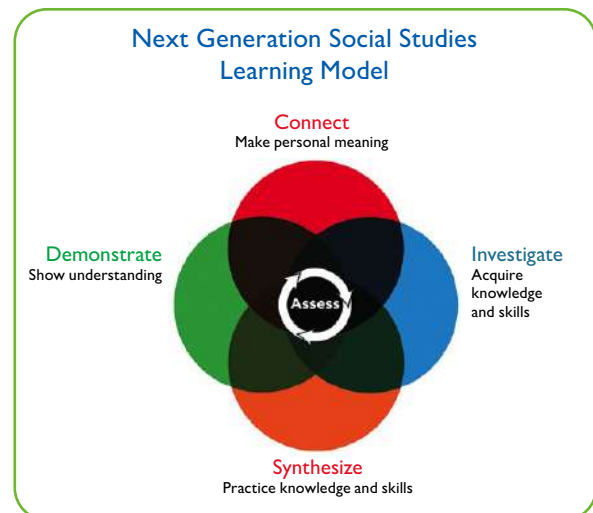 Next Generation Social Studies
Learning Model
Connect
Make personal meaning
Demonstrate
Show understanding
Investigate
Acquire
knowledge
and skills
Assess
Synthesize
Practice knowledge and skills